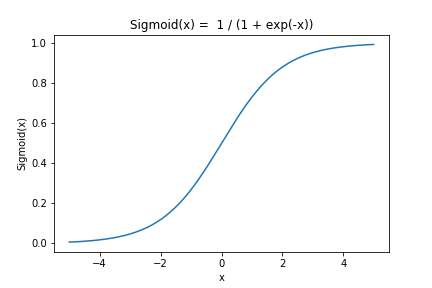 Sigmoid(x) =  1 / (1 + exp(-x))
1.0
0.8
0.6
0.4
0.2
0.0
Sigmoid(x)
−4 −2 0 2 4
x